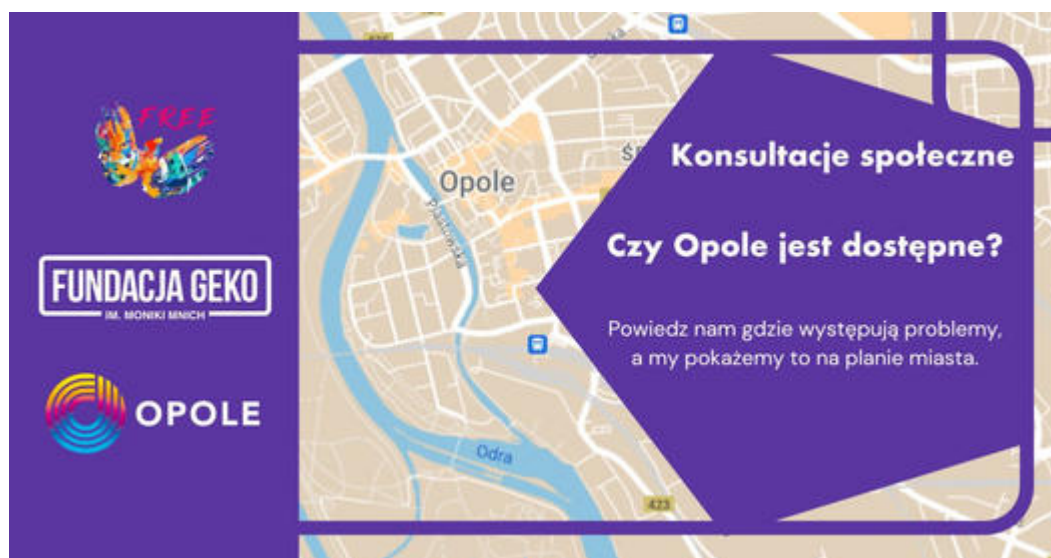 FREE
FUNDACJA GEKO
IM. MONIKI MNICH
OPOLE
Opole
Piastowska
Odra
423
Konsultacje społeczne
Czy Opole jest dostępne?
Powiedz nam gdzie występują problemy,
a my pokażemy to na planie miasta.